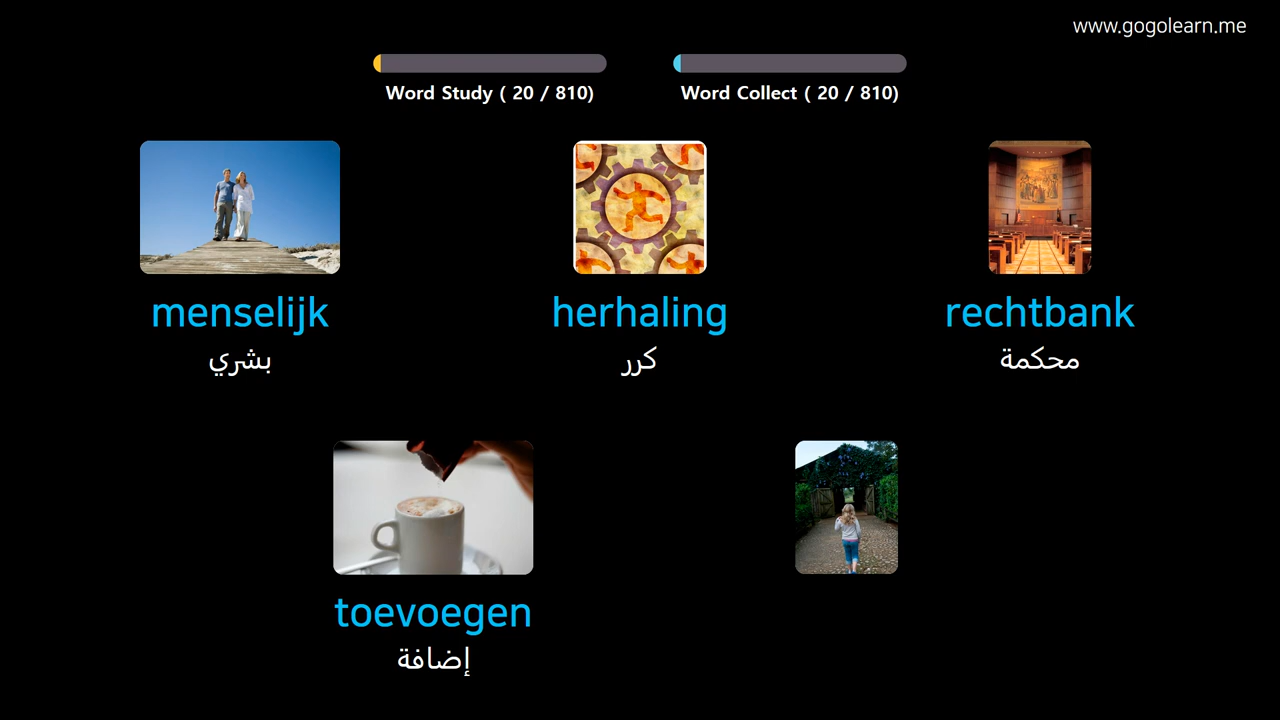 www.gogolearn.me
Word Study ( 20 / 810)
Word Collect ( 20 / 810)
menselijk
بشري
herhaling
كرر
rechtbank
محكمة
toevoegen
إضافة